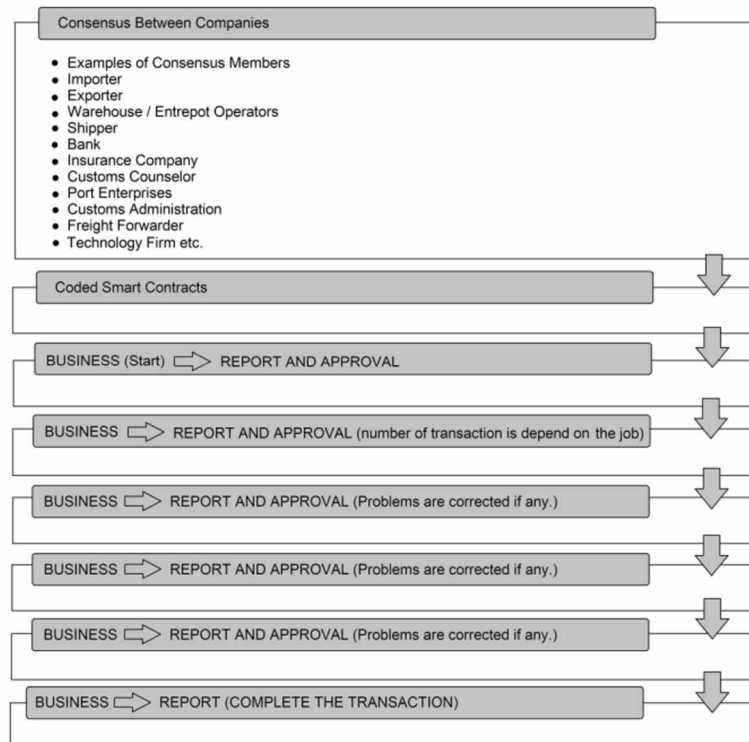 Consensus Between Companies
● Examples of Consensus Members
● Importer
● Exporter
● Warehouse / Entrepot Operators
● Shipper
● Bank
● Insurance Company
● Customs Counselor
● Port Enterprises
● Customs Administration
● Freight Forwarder
● Technology Firm etc.
Coded Smart Contracts
BUSINESS (Start) REPORT AND APPROVAL
BUSINESS REPORT AND APPROVAL (number of transaction is depend on the job)
BUSINESS REPORT AND APPROVAL (Problems are corrected if any.)
BUSINESS REPORT AND APPROVAL (Problems are corrected if any.)
BUSINESS REPORT AND APPROVAL (Problems are corrected if any.)
BUSINESS REPORT (COMPLETE THE TRANSACTION)